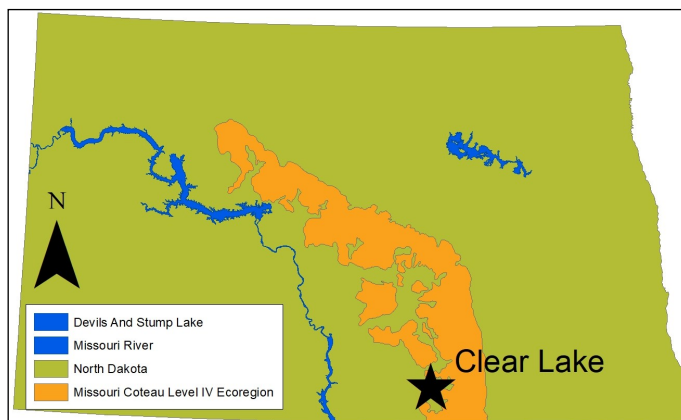 N
Devils And Stump Lake
Missouri River
North Dakota
Missouri Coteau Level IV Ecoregion
Clear Lake